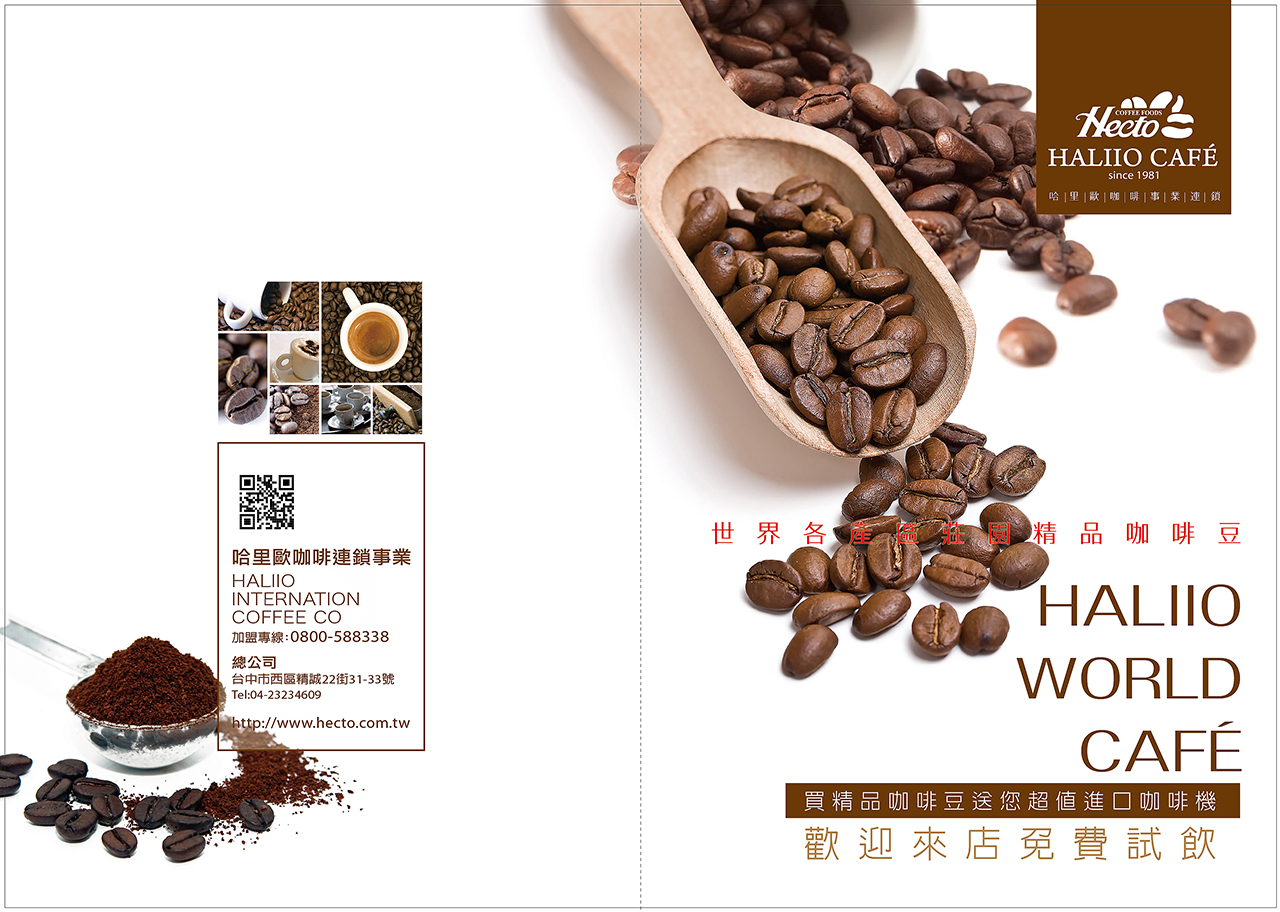 哈里歐咖啡連鎖事業
HALIIO
INTERNATION
COFFEE CO
加盟專線:0800-588338
總公司
台中市西區精誠22街31-33號
Tel:04-23234609
http://www.hecto.com.tw
COFFEE FOODS
Hecto
HALIIO CAFÉ
since 1981
哈|里|歐|咖|啡|事|業|連|鎖
世界各產區莊園精品咖啡豆
HALIIO
WORLD
CAFÉ
買精品咖啡豆送您超值進口咖啡機
歡迎來店免費試飲